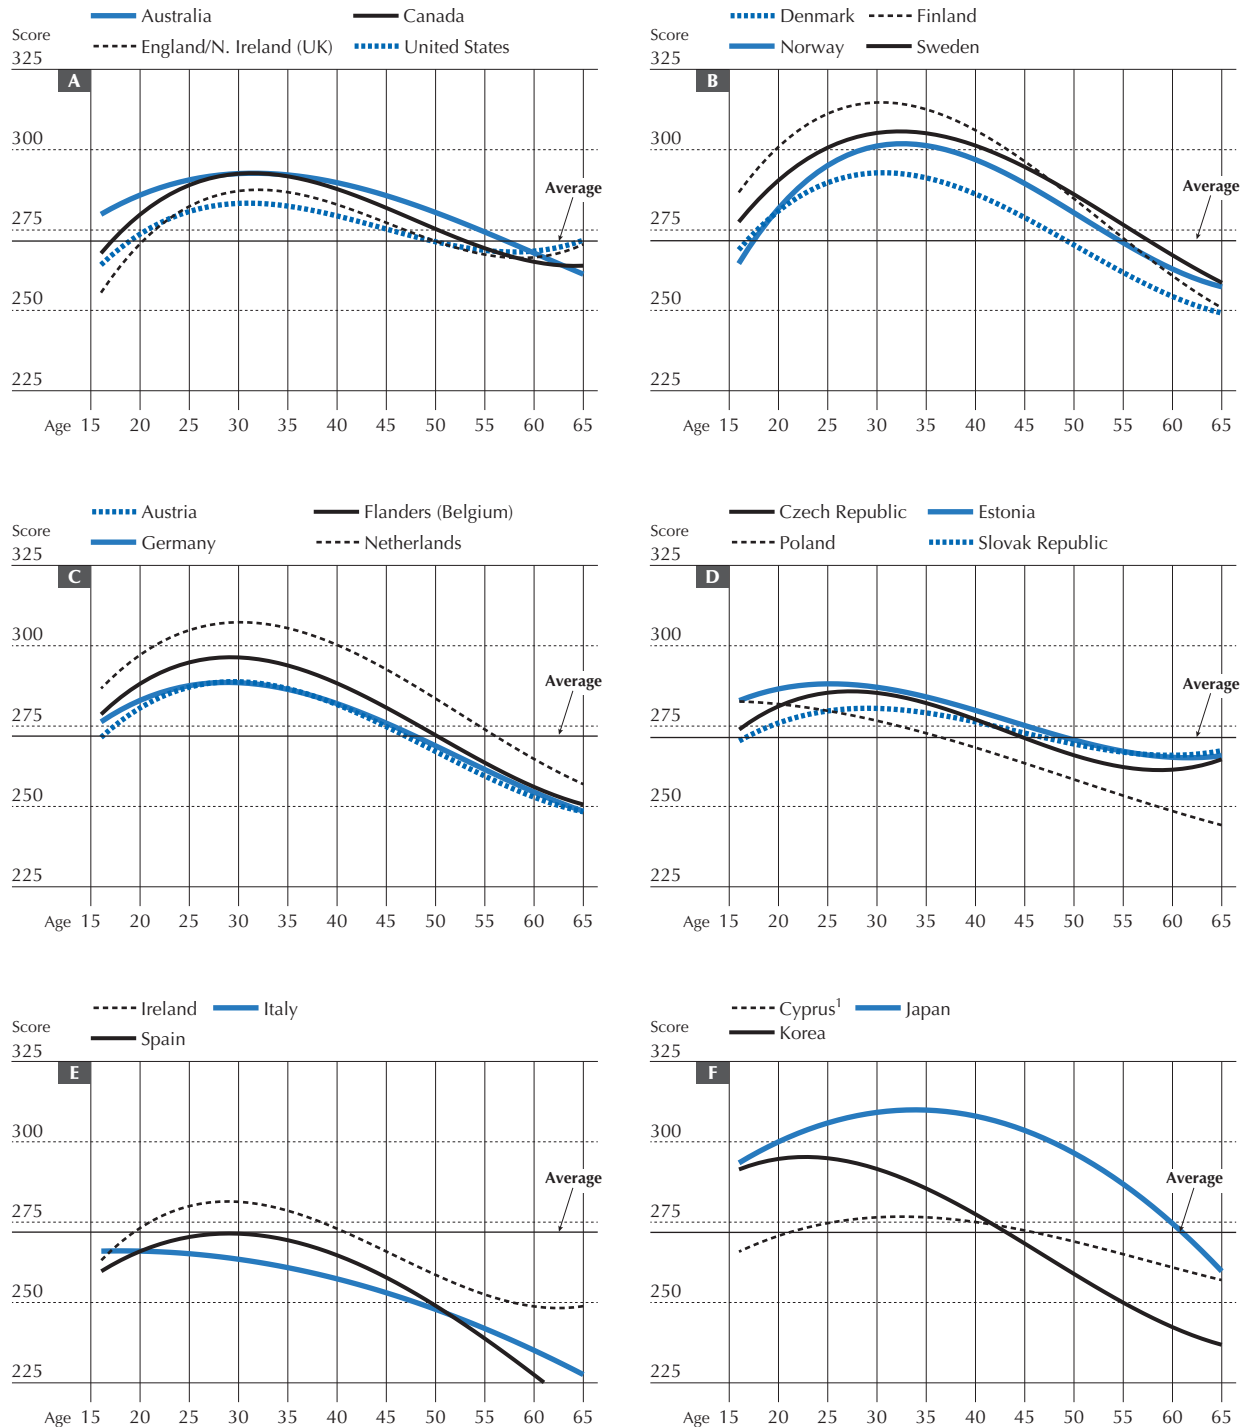 Australia Canada
England/N. Ireland (UK) United States
Score
325
A
300
Average
275
250
225
Age 15 20 25 30 35 40 45 50 55 60 65
Denmark Finland
Norway Sweden
Score
325
B
300
Average
275
250
225
Age 15 20 25 30 35 40 45 50 55 60 65
Austria Flanders (Belgium)
Germany Netherlands
Score
325
C
300
Average
275
250
225
Age 15 20 25 30 35 40 45 50 55 60 65
Czech Republic Estonia
Poland Slovak Republic
Score
325
D
300
Average
275
250
225
Age 15 20 25 30 35 40 45 50 55 60 65
Ireland Italy
Spain
Score
325
E
300
Average
275
250
225
Age 15 20 25 30 35 40 45 50 55 60 65
Cyprus1 Japan
Korea
Score
325
F
300
Average
275
250
225
Age 15 20 25 30 35 40 45 50 55 60 65